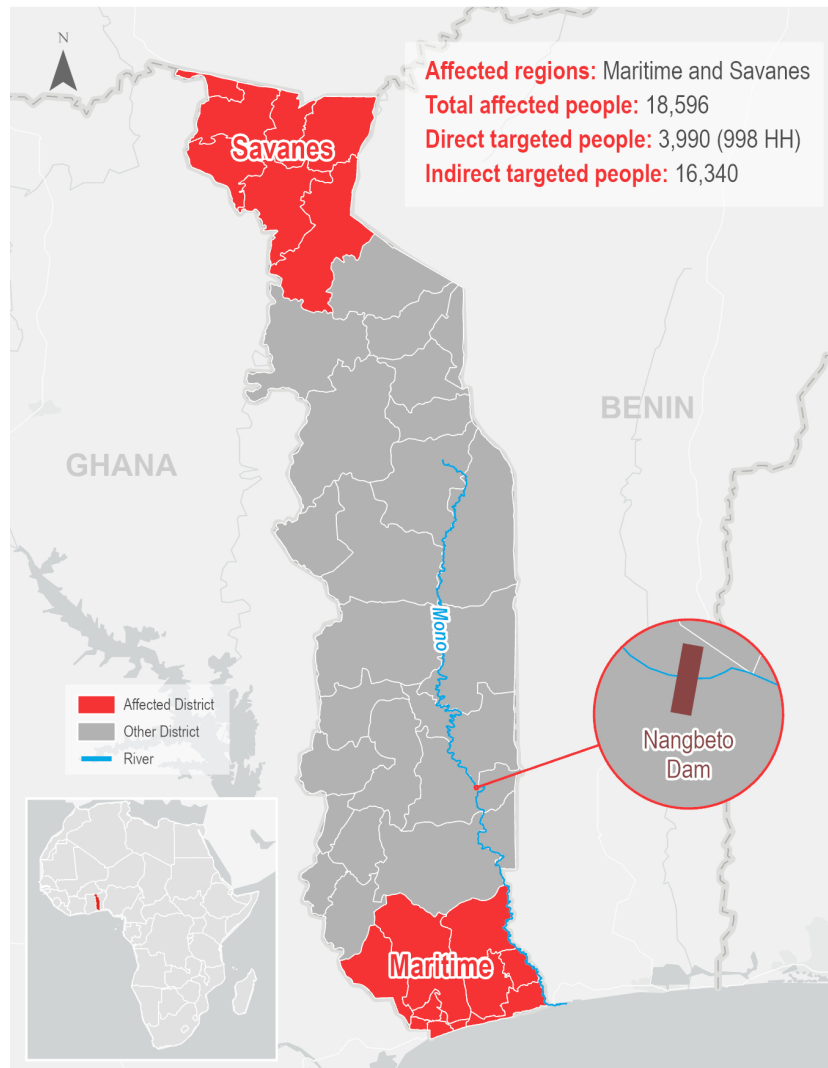 N
Affected regions: Maritime and Savanes
Total affected people: 18,596
Direct targeted people: 3,990 (998 HH)
Indirect targeted people: 16,340
Savanes
BENIN
GHANA
Mono
Affected District
Other District
River
Nangbeto
Dam
Maritime